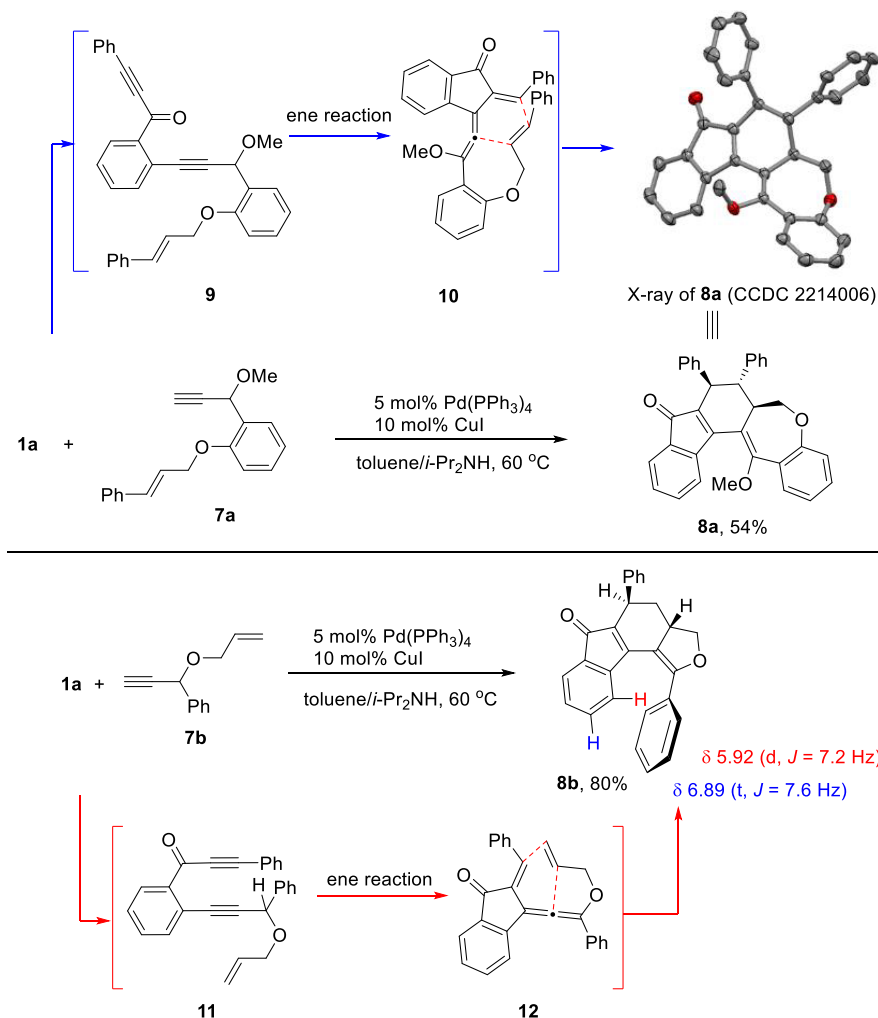 Ph
O
OMe
O
Ph
9
ene reaction
O
Ph
Ph
MeO
O
10
X-ray of 8a (CCDC 2214006)
1a +
OMe
O
Ph
7a
5 mol% Pd(PPh3)4
10 mol% CuI
toluene/i-Pr2NH, 60 °C
Ph
Ph
O
O
MeO
8a, 54%
1a +
O
Ph
7b
5 mol% Pd(PPh3)4
10 mol% CuI
toluene/i-Pr2NH, 60 °C
Ph
H
H
O
O
H
H
8b, 80%
δ 5.92 (d, J = 7.2 Hz)
δ 6.89 (t, J = 7.6 Hz)
O
Ph
H
Ph
O
11
ene reaction
Ph
O
O
Ph
12